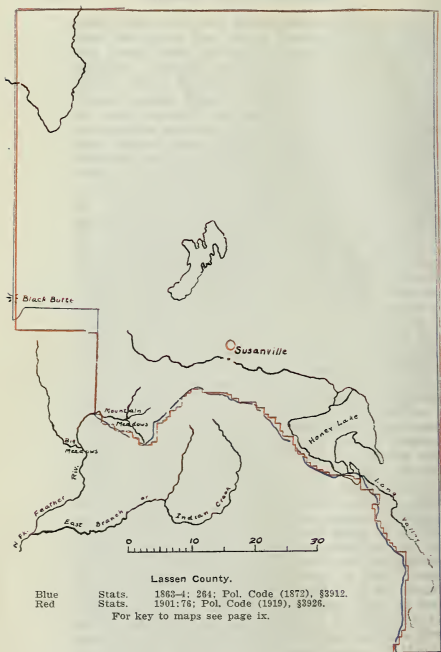 Black Butte
Susanville
Mountain
Meadows
Honey Lake
Big
Meadows
Riv.
Feather
N. Fk.
East Branch or
Indian Creek
Long
Valley
0 10 20 30
Lassen County.
Blue Stats. 1863-4; 264; Pol. Code (1872), §3912.
Red Stats. 1901:76; Pol. Code (1919), §3926.
For key to maps see page ix.